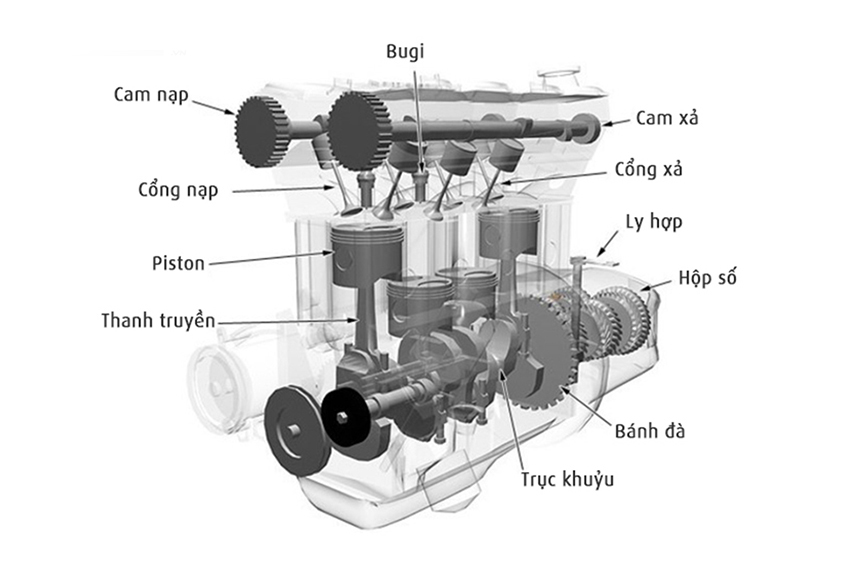 Bugi
Cam nạp
Cam xả
Cổng nạp
Cổng xả
Ly hợp
Piston
Hộp số
Thanh truyền
Bánh đà
Trục khuỷu